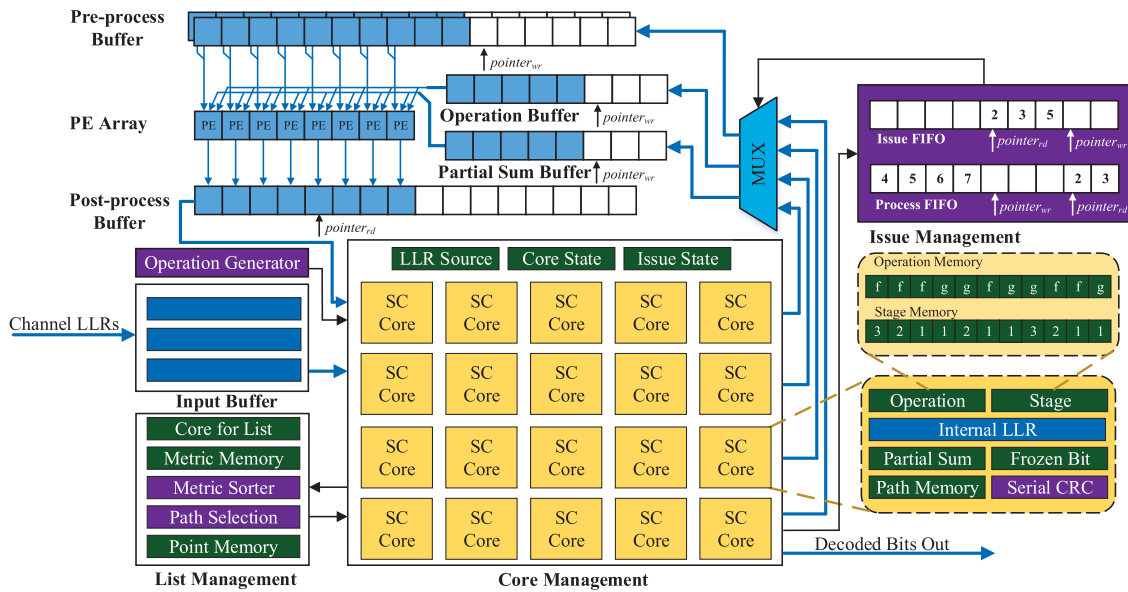 Pre-process
Buffer
pointer_wr
Operation Buffer
pointer_wr
PE Array
PE PE PE PE PE PE PE PE
Partial Sum Buffer
pointer_wr
Post-process
Buffer
pointer_rd
MUX
2 3 5
Issue FIFO
pointer_rd
pointer_wr
4 5 6 7 2 3
Process FIFO
pointer_wr
pointer_rd
Issue Management
Operation Generator
Channel LLRs
Input Buffer
Core for List
Metric Memory
Metric Sorter
Path Selection
Point Memory
List Management
LLR Source
Core State
Issue State
SC SC SC SC SC
Core Core Core Core Core
SC SC SC SC SC
Core Core Core Core Core
SC SC SC SC SC
Core Core Core Core Core
SC SC SC SC SC
Core Core Core Core Core
Core Management
Decoded Bits Out
Operation Memory
f f f g g f g g f f g
Stage Memory
3 2 1 1 2 1 1 3 2 1 1
Operation
Stage
Internal LLR
Partial Sum
Frozen Bit
Path Memory
Serial CRC